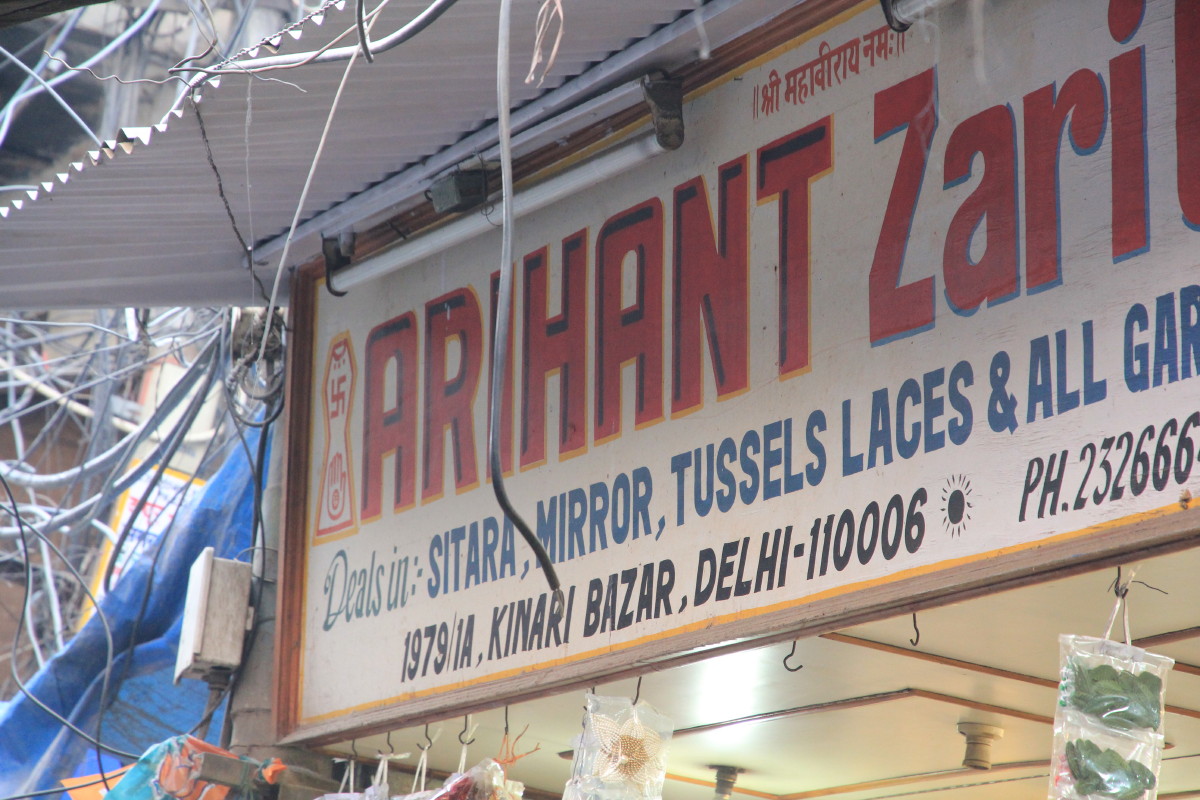 ॥श्री महावीराय नमः॥
ARIHANT Zari
Deals in:- SITARA, MIRROR, TUSSELS LACES & ALL GAR
1979/1A, KINARI BAZAR, DELHI-110006 PH. 232666